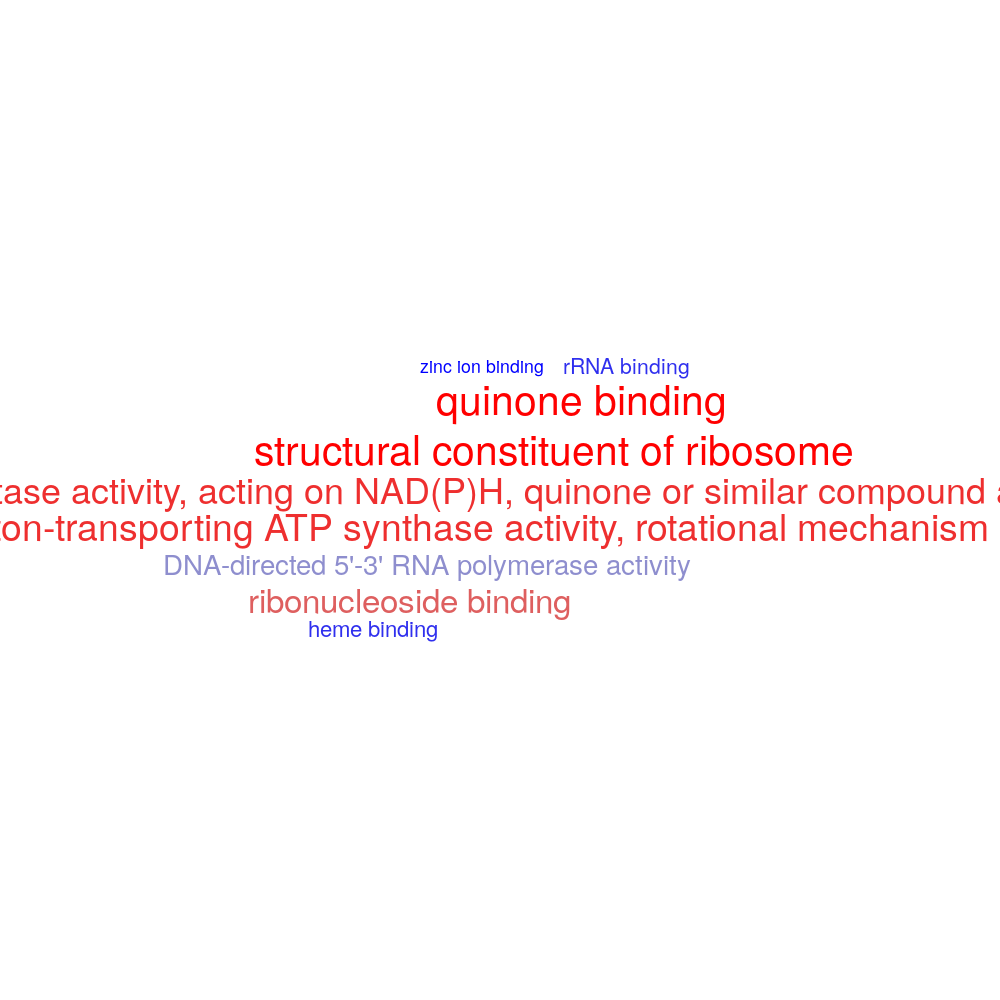 zinc ion binding rRNA binding
quinone binding
structural constituent of ribosome
tase activity, acting on NAD(P)H, quinone or similar compound a
ton-transporting ATP synthase activity, rotational mechanism
DNA-directed 5'-3' RNA polymerase activity
ribonucleoside binding
heme binding